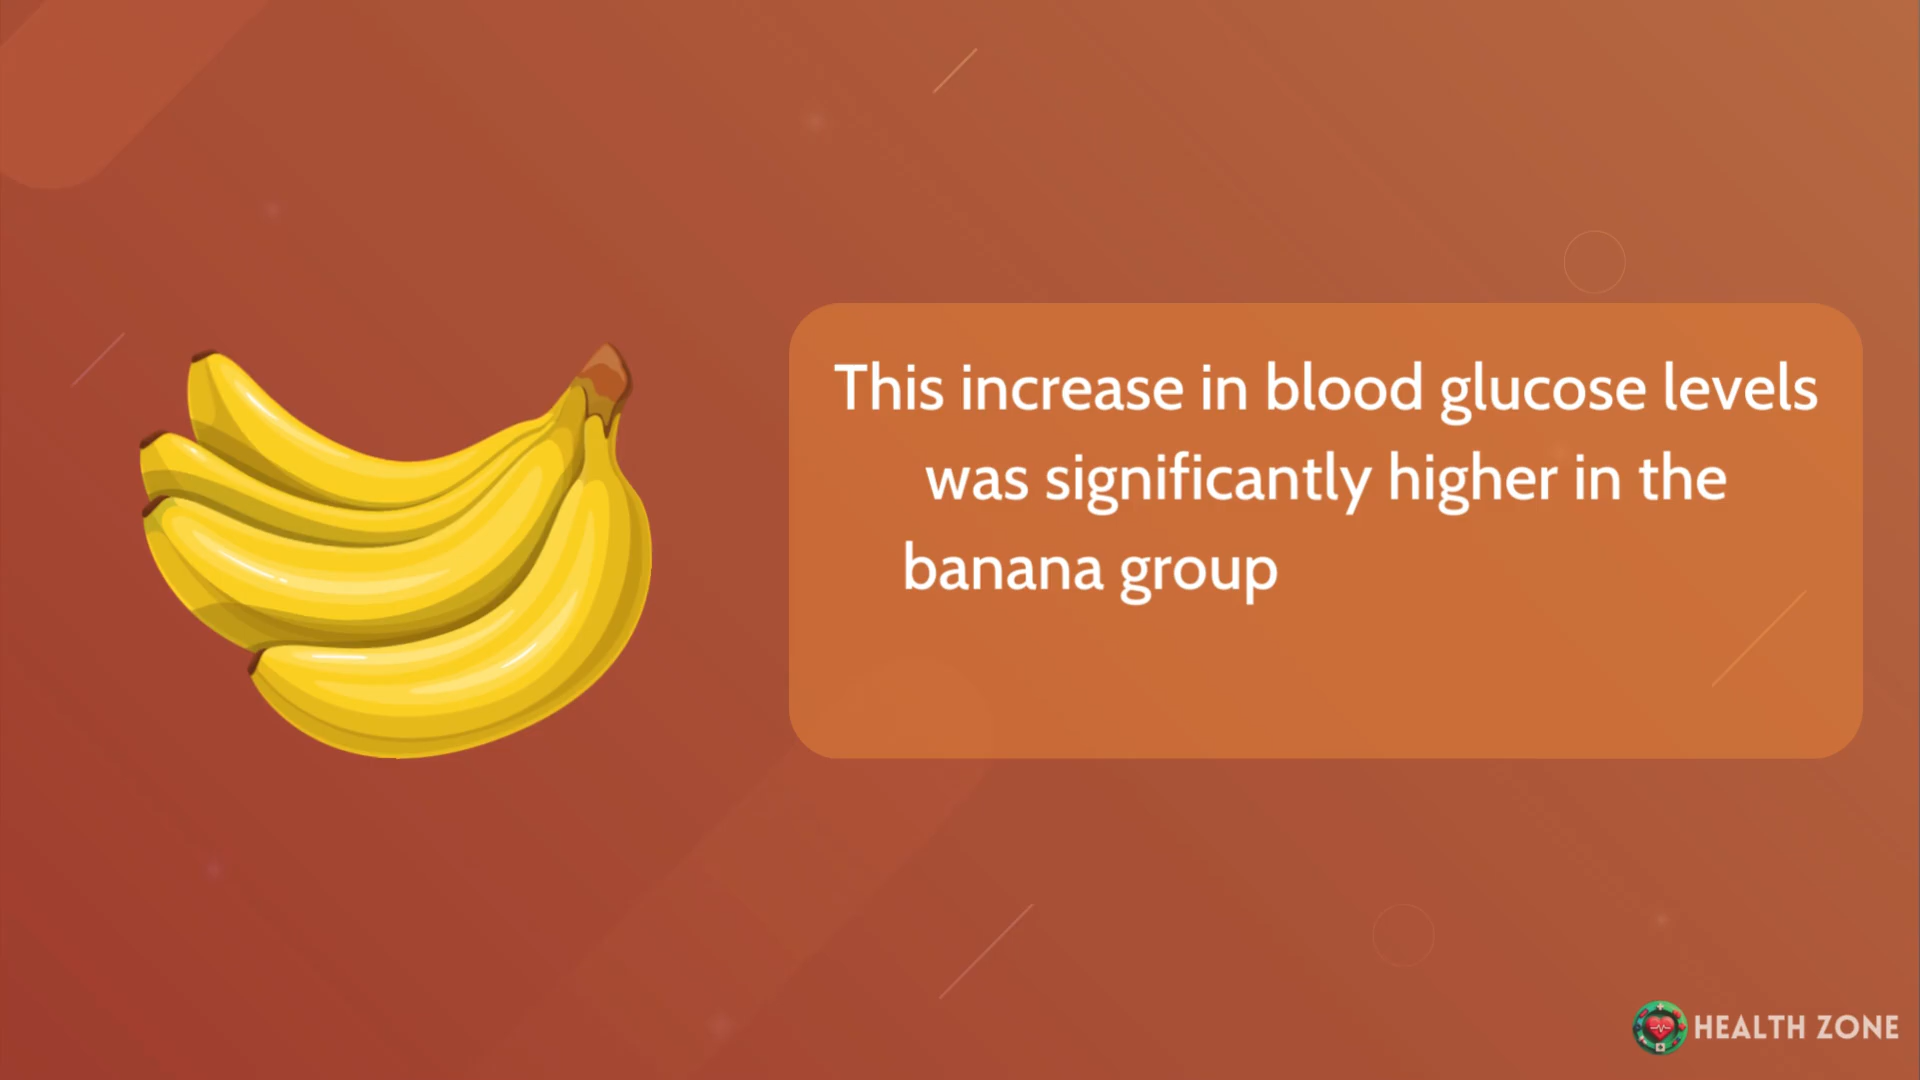 This increase in blood glucose levels
was significantly higher in the
banana group
HEALTH ZONE